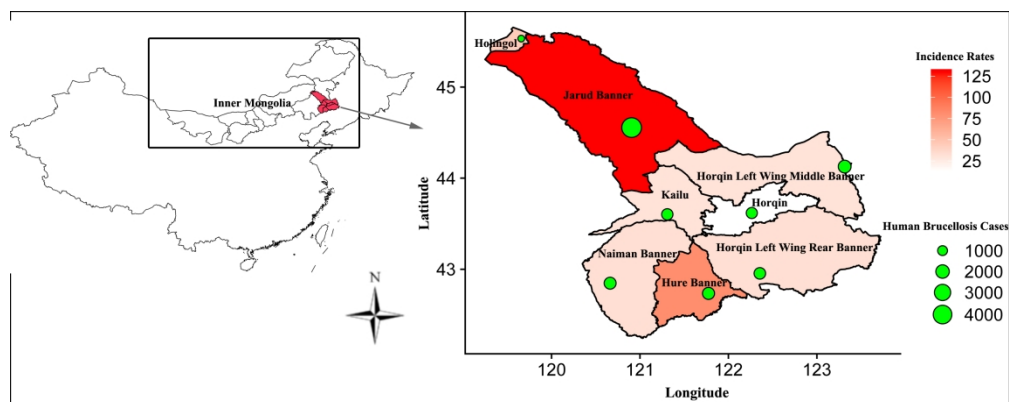 Inner Mongolia
N
Latitude
45
44
43
120
121
122
123
Longitude
Holingol
Jarud Banner
Horqin Left Wing Middle Banner
Kailu
Horqin
Horqin Left Wing Rear Banner
Naiman Banner
Hure Banner
Incidence Rates
125
100
75
50
25
Human Brucellosis Cases
1000
2000
3000
4000